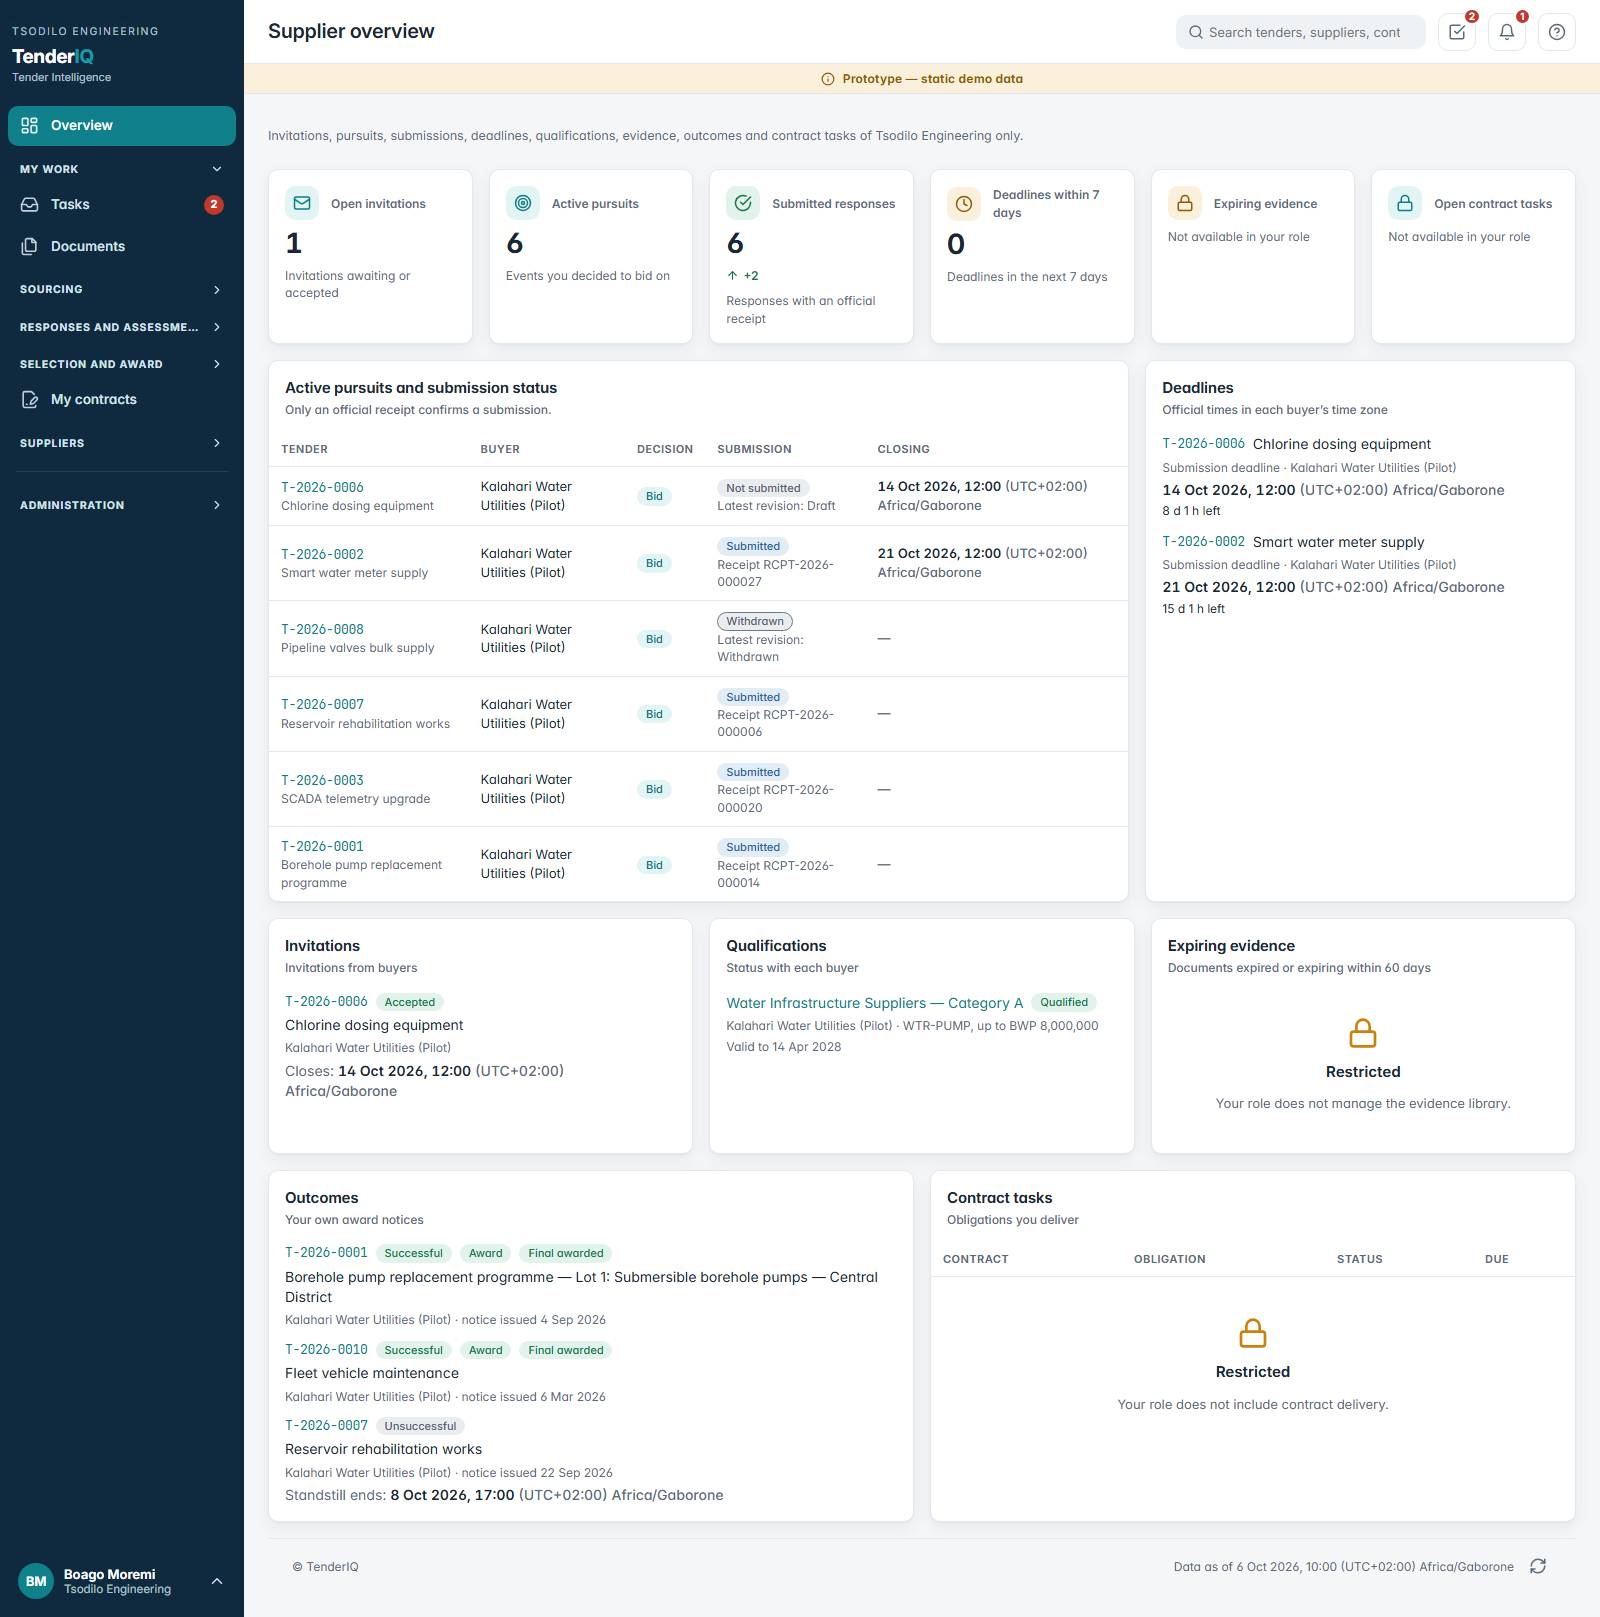 TSODILO ENGINEERING
TenderIQ
Tender Intelligence
Overview
MY WORK
Tasks
2
Documents
SOURCING
RESPONSES AND ASSESSME...
SELECTION AND AWARD
My contracts
SUPPLIERS
ADMINISTRATION
BM
Boago Moremi
Tsodilo Engineering
Supplier overview
Search tenders, suppliers, cont
2
1
Prototype — static demo data
Invitations, pursuits, submissions, deadlines, qualifications, evidence, outcomes and contract tasks of Tsodilo Engineering only.
Open invitations
1
Invitations awaiting or
accepted
Active pursuits
6
Events you decided to bid on
Submitted responses
6
+2
Responses with an official
receipt
Deadlines within 7
days
0
Deadlines in the next 7 days
Expiring evidence
Not available in your role
Open contract tasks
Not available in your role
Active pursuits and submission status
Only an official receipt confirms a submission.
TENDER BUYER DECISION SUBMISSION CLOSING
T-2026-0006
Chlorine dosing equipment
Kalahari Water
Utilities (Pilot)
Bid
Not submitted
Latest revision: Draft
14 Oct 2026, 12:00 (UTC+02:00)
Africa/Gaborone
T-2026-0002
Smart water meter supply
Kalahari Water
Utilities (Pilot)
Bid
Submitted
Receipt RCPT-2026-
000027
21 Oct 2026, 12:00 (UTC+02:00)
Africa/Gaborone
T-2026-0008
Pipeline valves bulk supply
Kalahari Water
Utilities (Pilot)
Bid
Withdrawn
Latest revision:
Withdrawn
—
T-2026-0007
Reservoir rehabilitation works
Kalahari Water
Utilities (Pilot)
Bid
Submitted
Receipt RCPT-2026-
000006
—
T-2026-0003
SCADA telemetry upgrade
Kalahari Water
Utilities (Pilot)
Bid
Submitted
Receipt RCPT-2026-
000020
—
T-2026-0001
Borehole pump replacement
programme
Kalahari Water
Utilities (Pilot)
Bid
Submitted
Receipt RCPT-2026-
000014
—
Deadlines
Official times in each buyer's time zone
T-2026-0006 Chlorine dosing equipment
Submission deadline · Kalahari Water Utilities (Pilot)
14 Oct 2026, 12:00 (UTC+02:00) Africa/Gaborone
8 d 1 h left
T-2026-0002 Smart water meter supply
Submission deadline · Kalahari Water Utilities (Pilot)
21 Oct 2026, 12:00 (UTC+02:00) Africa/Gaborone
15 d 1 h left
Invitations
Invitations from buyers
T-2026-0006 Accepted
Chlorine dosing equipment
Kalahari Water Utilities (Pilot)
Closes: 14 Oct 2026, 12:00 (UTC+02:00)
Africa/Gaborone
Qualifications
Status with each buyer
Water Infrastructure Suppliers — Category A Qualified
Kalahari Water Utilities (Pilot) · WTR-PUMP, up to BWP 8,000,000
Valid to 14 Apr 2028
Expiring evidence
Documents expired or expiring within 60 days
Restricted
Your role does not manage the evidence library.
Outcomes
Your own award notices
T-2026-0001 Successful Award Final awarded
Borehole pump replacement programme — Lot 1: Submersible borehole pumps — Central
District
Kalahari Water Utilities (Pilot) · notice issued 4 Sep 2026
T-2026-0010 Successful Award Final awarded
Fleet vehicle maintenance
Kalahari Water Utilities (Pilot) · notice issued 6 Mar 2026
T-2026-0007 Unsuccessful
Reservoir rehabilitation works
Kalahari Water Utilities (Pilot) · notice issued 22 Sep 2026
Standstill ends: 8 Oct 2026, 17:00 (UTC+02:00) Africa/Gaborone
Contract tasks
Obligations you deliver
CONTRACT OBLIGATION STATUS DUE
Restricted
Your role does not include contract delivery.
© TenderIQ
Data as of 6 Oct 2026, 10:00 (UTC+02:00) Africa/Gaborone